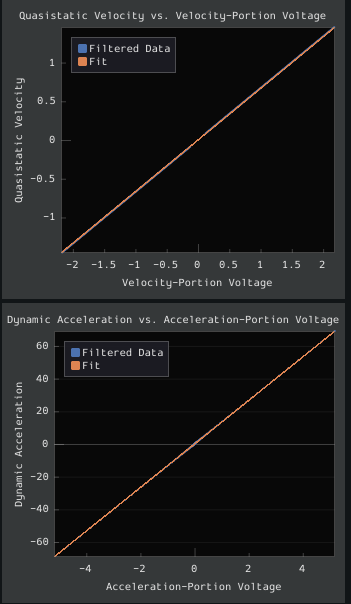 Quasistatic Velocity vs. Velocity-Portion Voltage
Filtered Data
Fit
Quasistatic Velocity
1
0.5
0
−0.5
−1
−2
−1.5
−1
−0.5
0
0.5
1
1.5
2
Velocity-Portion Voltage
Dynamic Acceleration vs. Acceleration-Portion Voltage
Filtered Data
Fit
Dynamic Acceleration
60
40
20
0
−20
−40
−60
−4
−2
0
2
4
Acceleration-Portion Voltage